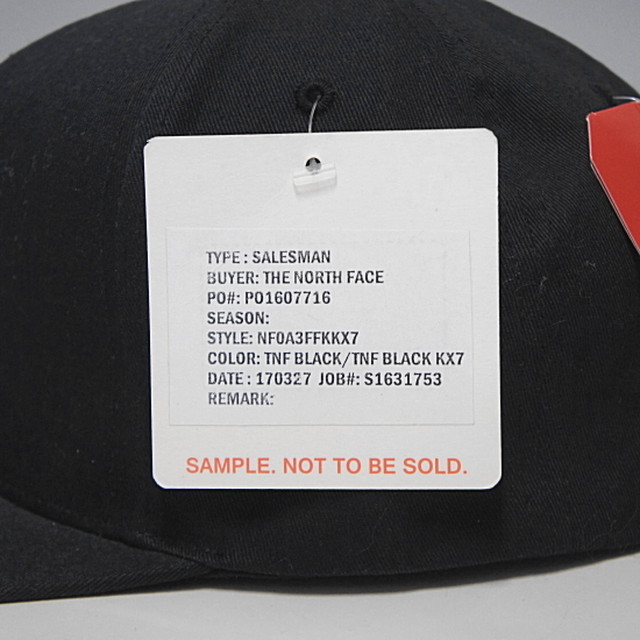 TYPE : SALESMAN
BUYER: THE NORTH FACE
PO#: PO1607716
SEASON:
STYLE: NF0A3FFKKX7
COLOR: TNF BLACK/TNF BLACK KX7
DATE : 170327 JOB#: S1631753
REMARK:
SAMPLE. NOT TO BE SOLD.